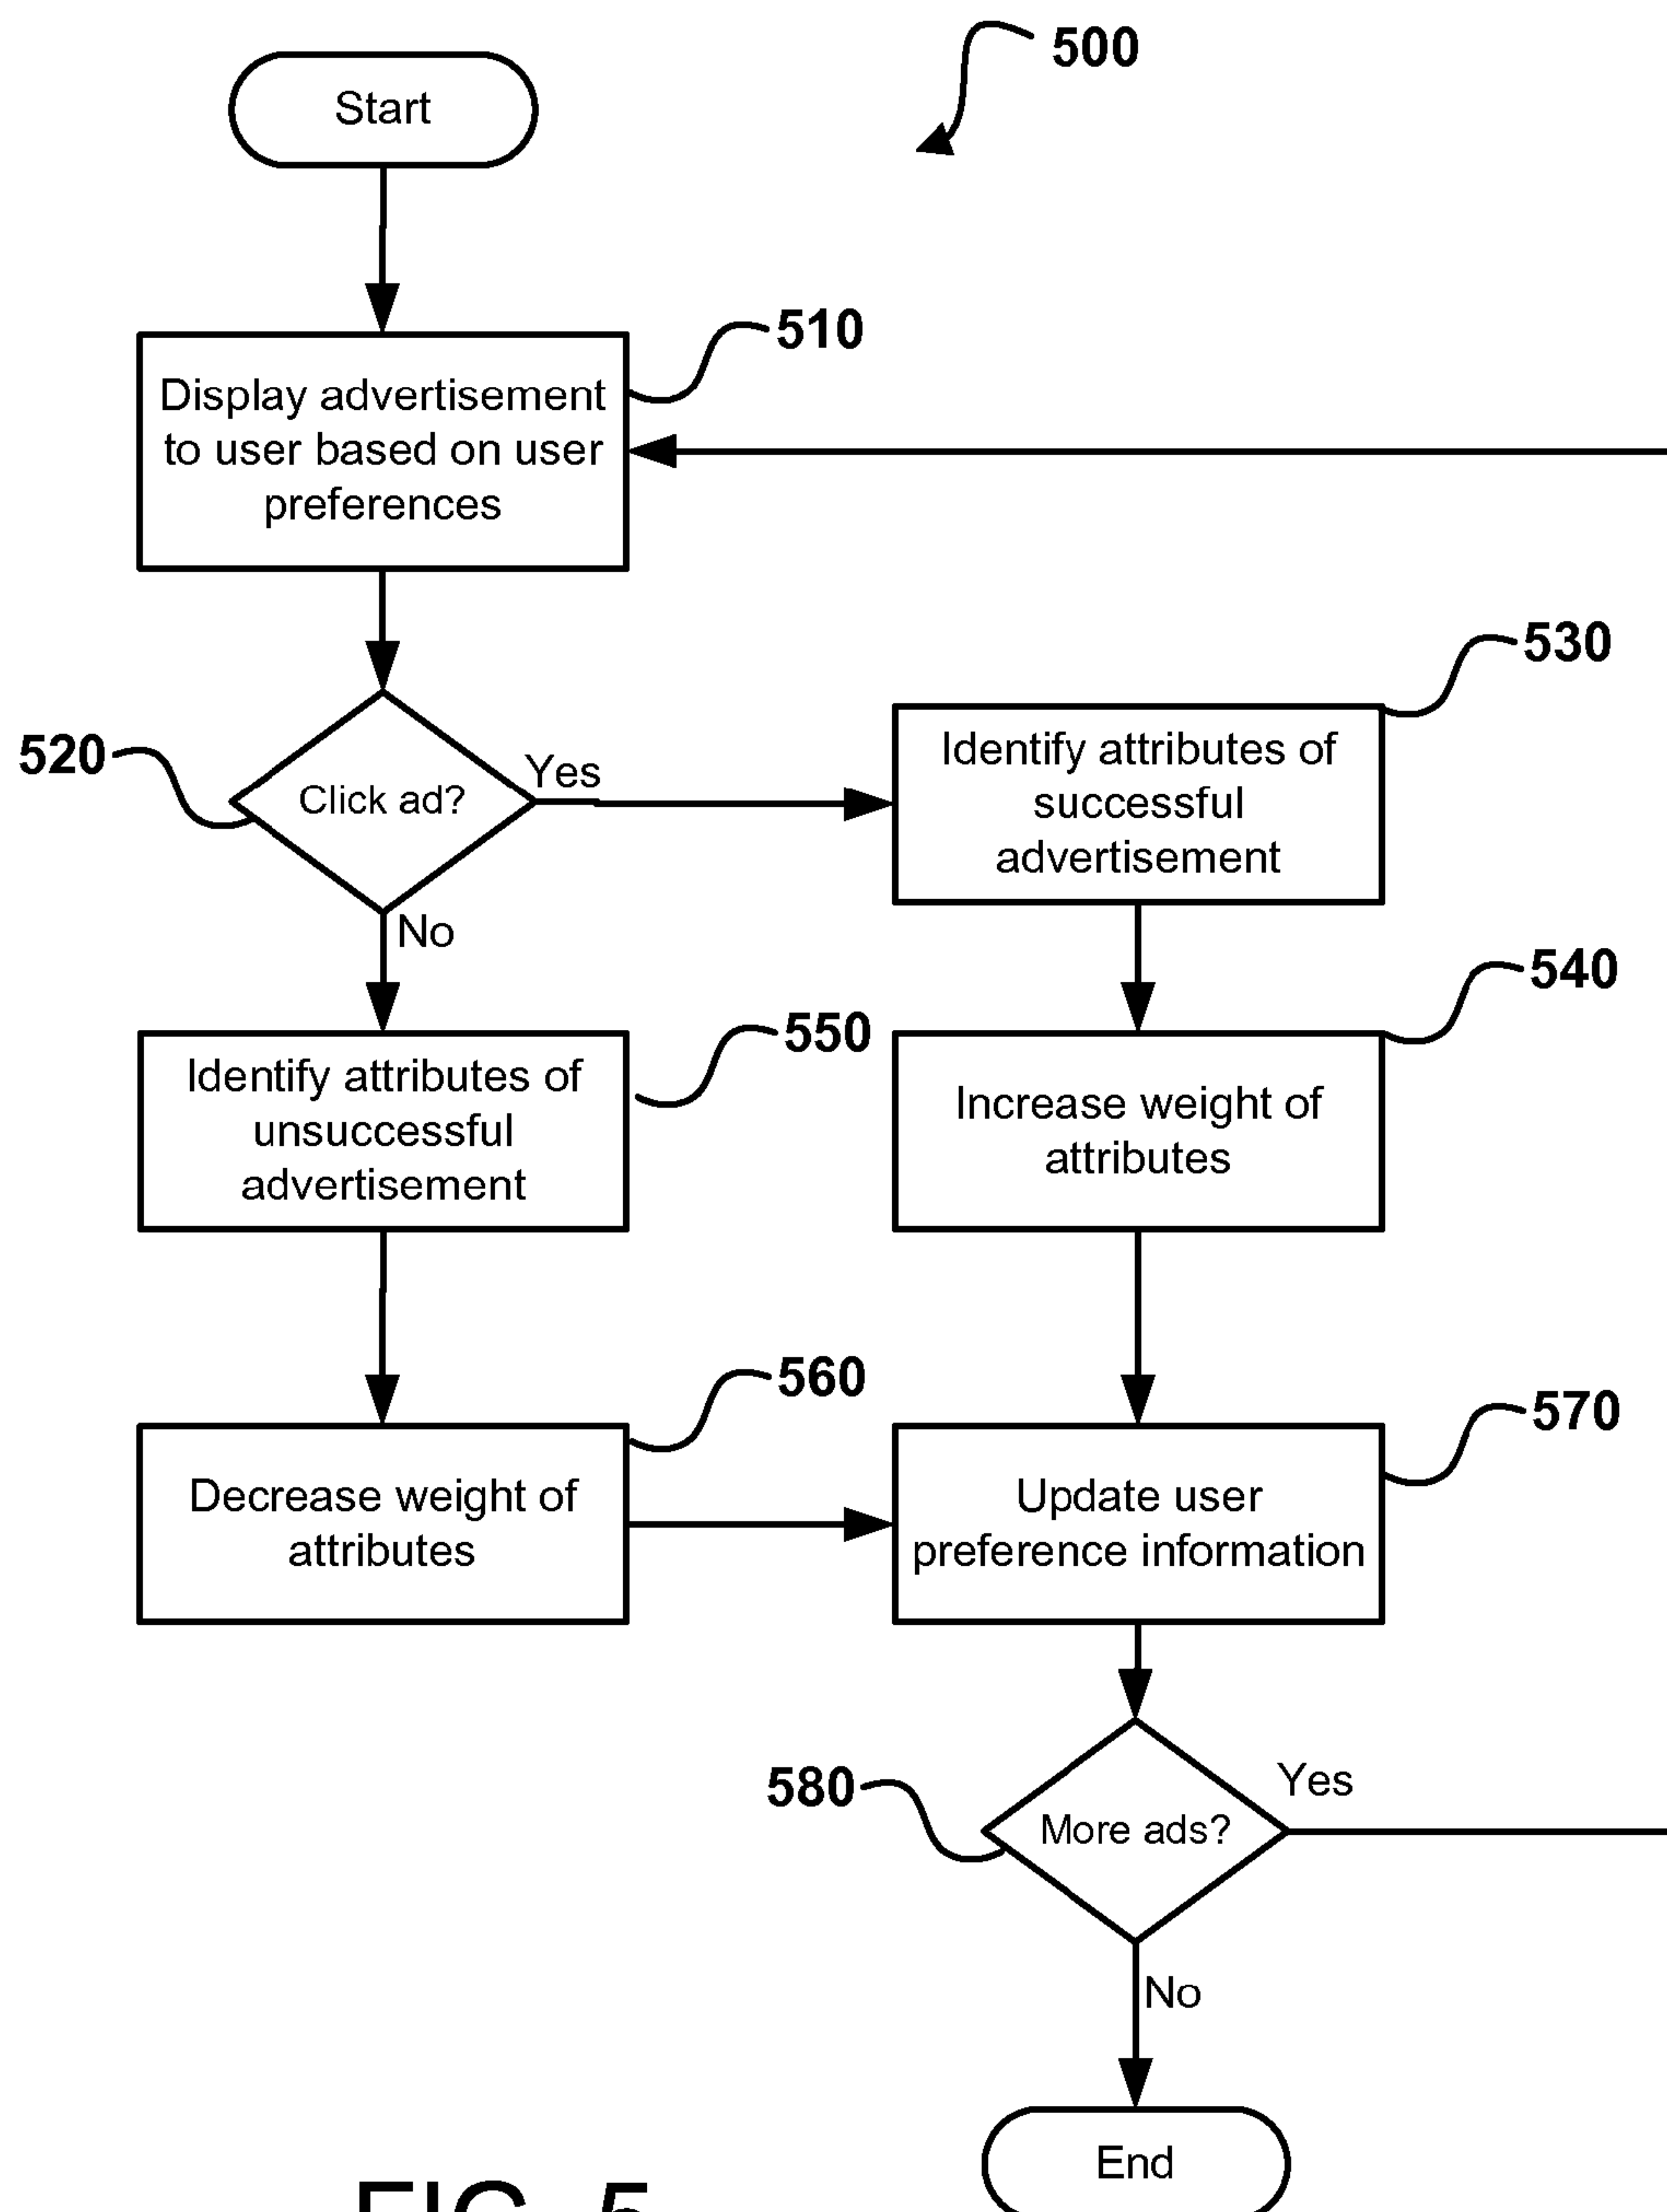 500
Start
510
Display advertisement
to user based on user
preferences
530
520
Click ad?
Yes
Identify attributes of
successful
advertisement
No
540
550
Identify attributes of
unsuccessful
advertisement
Increase weight of
attributes
560
570
Decrease weight of
attributes
Update user
preference information
580
More ads?
Yes
No
End
FIG. 5